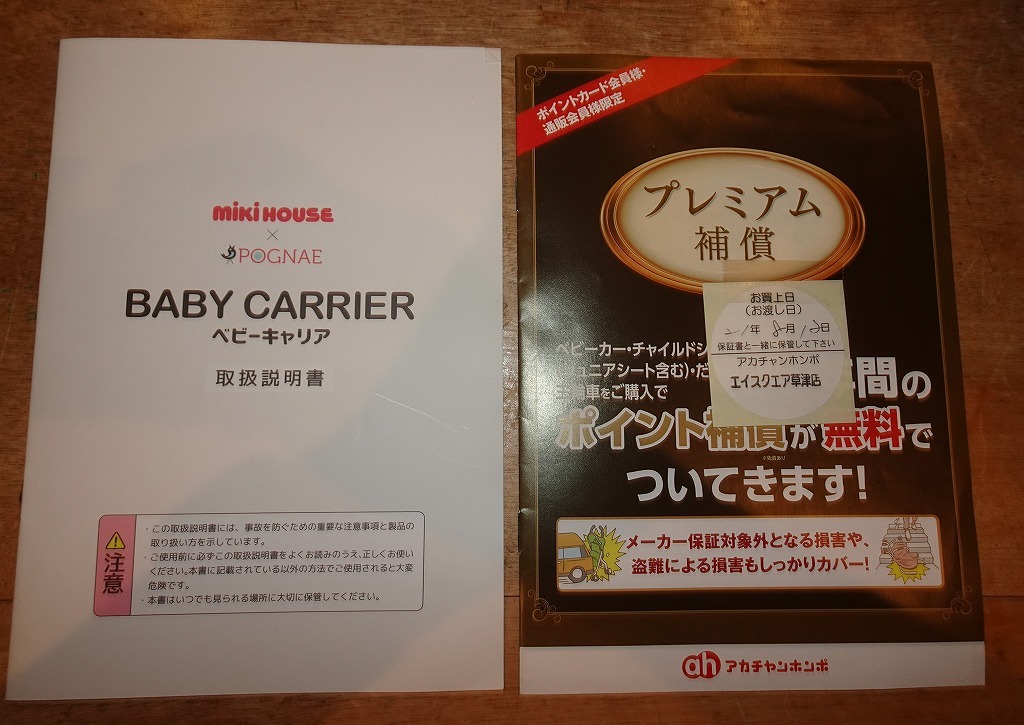 miki HOUSE
×
POGNAE
BABY CARRIER
ベビーキャリア
取扱説明書
注意
・この取扱説明書には、事故を防ぐための重要な注意事項と製品の
取り扱い方を示しています。
・ご使用前に必ずこの取扱説明書をよくお読みのうえ、正しくお使い
ください。本書に記載されている以外の方法でご使用されると大変
危険です。
・本書はいつでも見られる場所に大切に保管してください。
ポイントカード会員様・
通販会員様限定
プレミアム
補償
お買上日
(お渡し日)
21年 8月 12日
保証書と一緒に保管して下さい
アカチャンホンポ
エイスクエア草津店
ベビーカー・チャイルドシ
ュニアシート含む)・だ
車をご購入で
間の
ポイント補償が無料で
※免責あり
ついてきます!
メーカー保証対象外となる損害や、
盗難による損害もしっかりカバー!
ah アカチャンホンポ